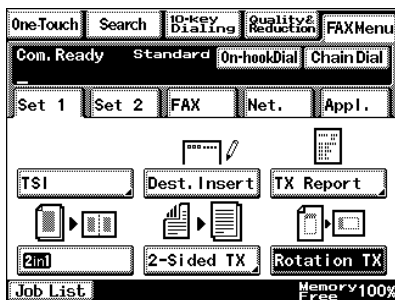 One-Touch Search 10-key Dialing Quality& Reduction FAX Menu
Com. Ready Standard On-hookDial Chain Dial
Set 1 Set 2 FAX Net. Appl.
TSI Dest. Insert TX Report
2in1 2-Sided TX Rotation TX
Job List Memory Free 100%